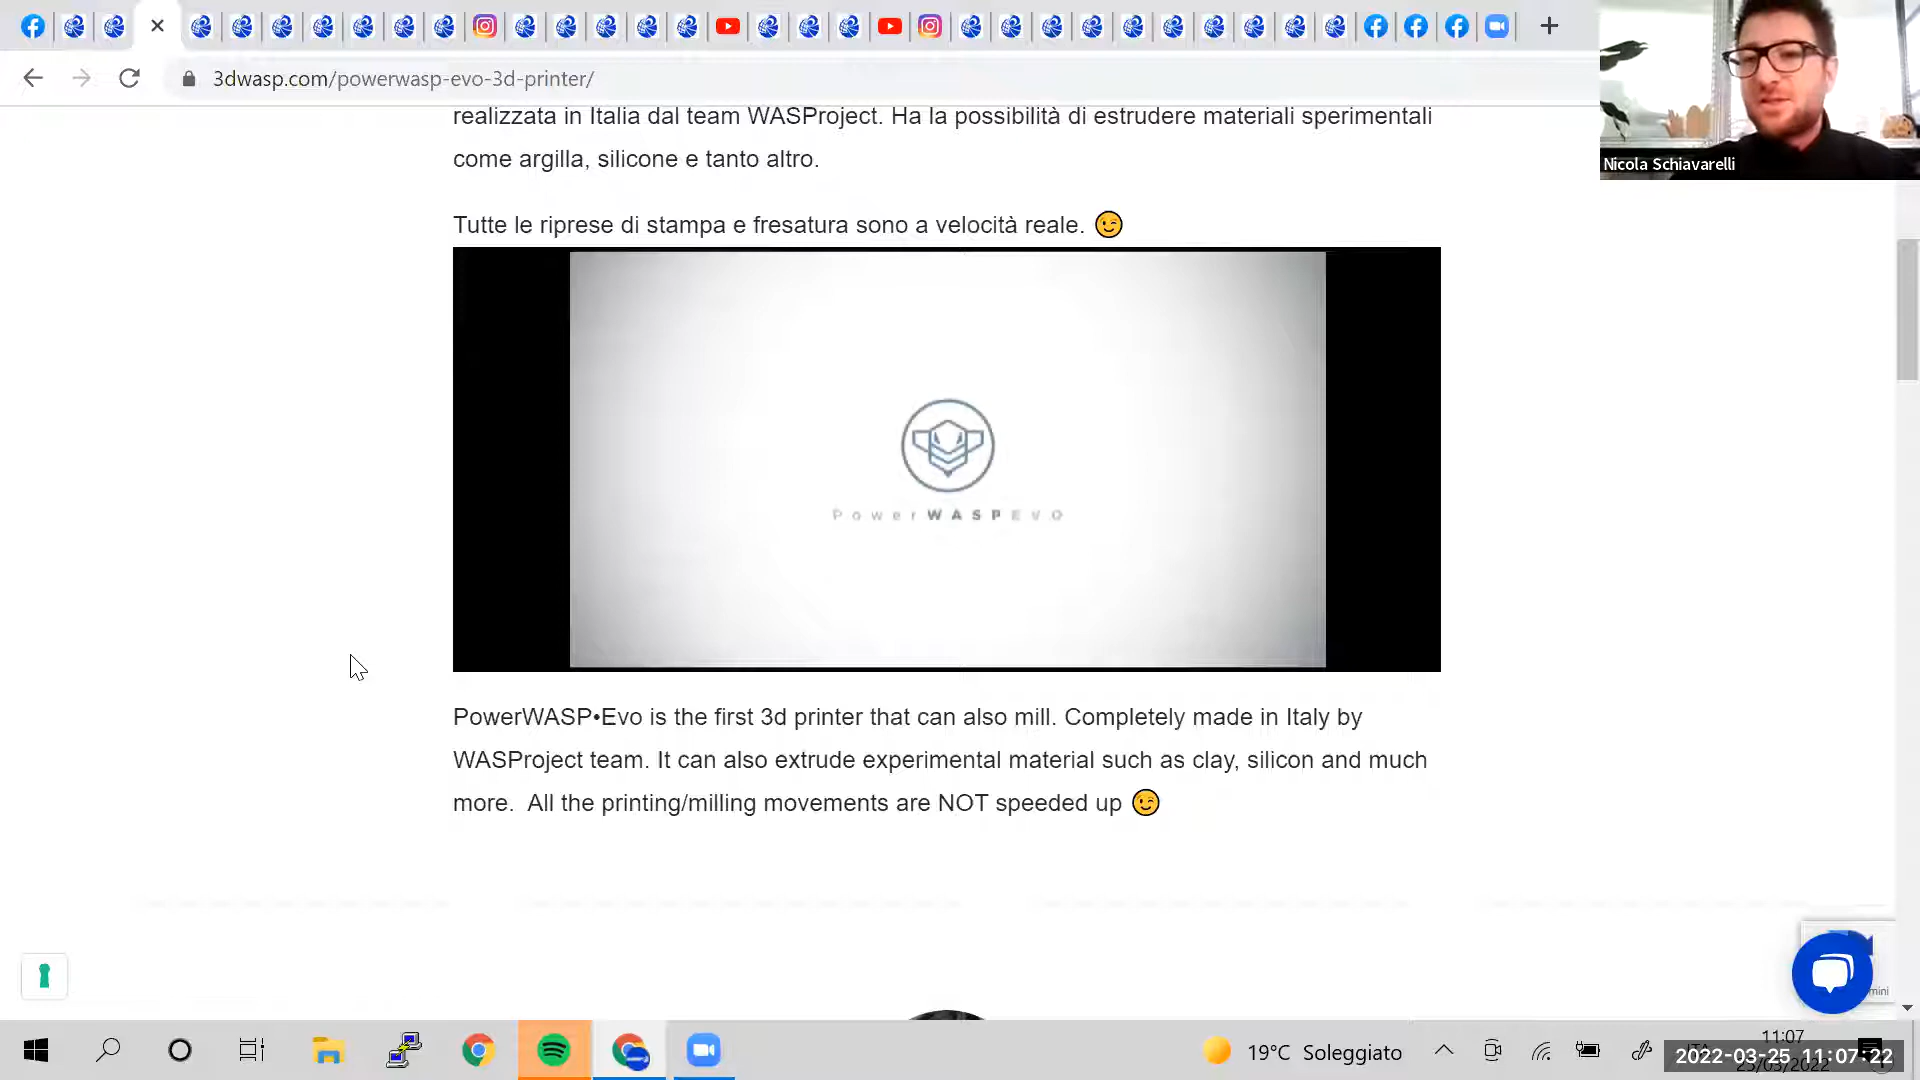 3dwasp.com/powerwasp-evo-3d-printer/
Nicola Schiavarelli
realizzata in Italia dal team WASProject. Ha la possibilità di estrudere materiali sperimentali
come argilla, silicone e tanto altro.
Tutte le riprese di stampa e fresatura sono a velocità reale. 😉
PowerWASPEVO
PowerWASP•Evo is the first 3d printer that can also mill. Completely made in Italy by
WASProject team. It can also extrude experimental material such as clay, silicon and much
more. All the printing/milling movements are NOT speeded up 😉
19°C Soleggiato
11:07
2022-03-25 11:07:22